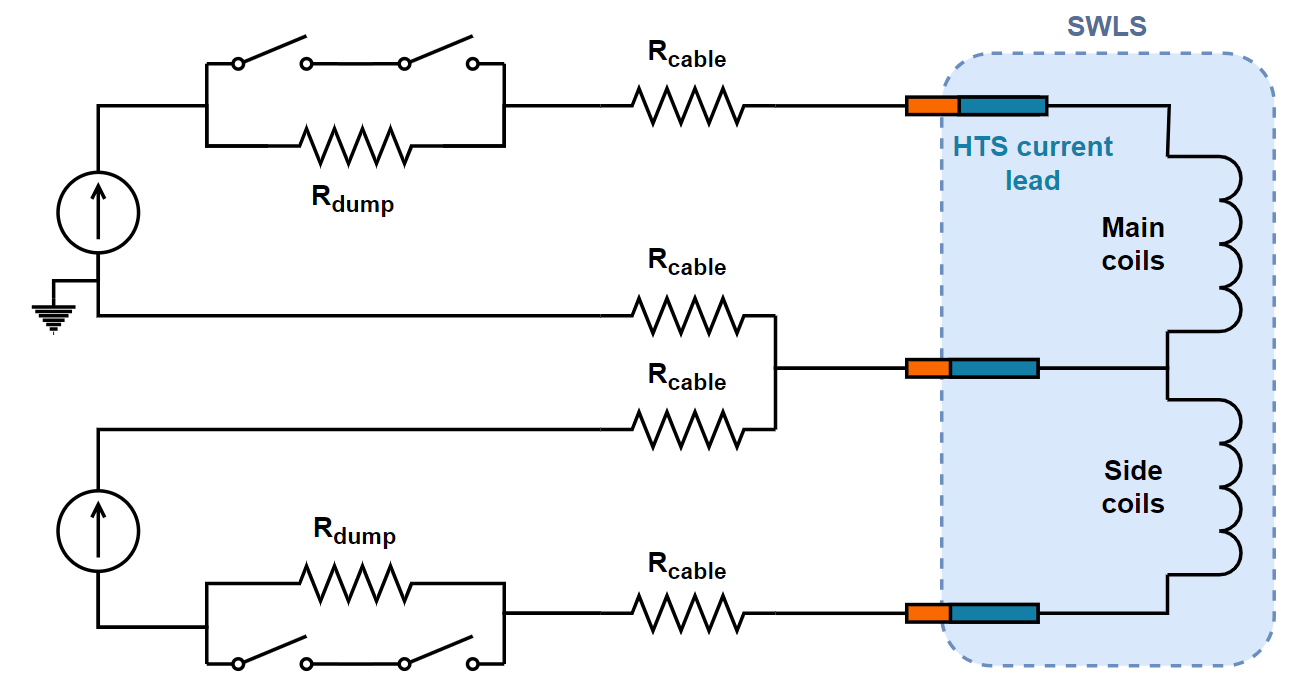 SWLS
Rcable
HTS current
lead
Rdump
Main
coils
Rcable
Rcable
Side
coils
Rdump
Rcable